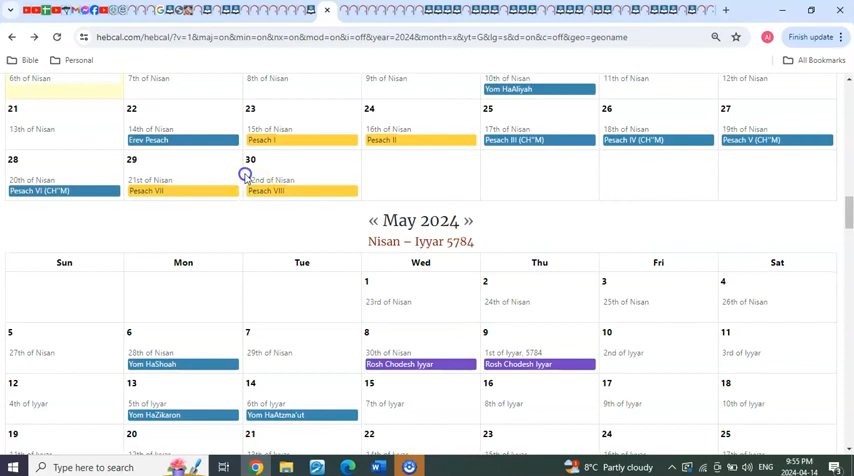 Finish update
hebcal.com/hebcal/?v=1&maj=on&min=on&nx=on&mod=on&i=off&year=2024&month=x&yt=G&lg=s&d=on&c=off&geo=geoname
AI
Bible Personal All Bookmarks
6th of Nisan 7th of Nisan 8th of Nisan 9th of Nisan 10th of Nisan 11th of Nisan 12th of Nisan
Yom HaAliyah
21 22 23 24 25 26 27
13th of Nisan 14th of Nisan 15th of Nisan 16th of Nisan 17th of Nisan 18th of Nisan 19th of Nisan
Erev Pesach Pesach I Pesach II Pesach III (CH"M) Pesach IV (CH"M) Pesach V (CH"M)
28 29 30
20th of Nisan 21st of Nisan 22nd of Nisan
Pesach VI (CH"M) Pesach VII Pesach VIII
« May 2024 »
Nisan – Iyyar 5784
Sun Mon Tue Wed Thu Fri Sat
1 2 3 4
23rd of Nisan 24th of Nisan 25th of Nisan 26th of Nisan
5 6 7 8 9 10 11
27th of Nisan 28th of Nisan 29th of Nisan 30th of Nisan 1st of Iyyar, 5784 2nd of Iyyar 3rd of Iyyar
Yom HaShoah Rosh Chodesh Iyyar Rosh Chodesh Iyyar
12 13 14 15 16 17 18
4th of Iyyar 5th of Iyyar 6th of Iyyar 7th of Iyyar 8th of Iyyar 9th of Iyyar 10th of Iyyar
Yom HaZikaron Yom HaAtzma'ut
19 20 21 22 23 24 25
Type here to search
8°C Partly cloudy
ENG
9:55 PM
2024-04-14